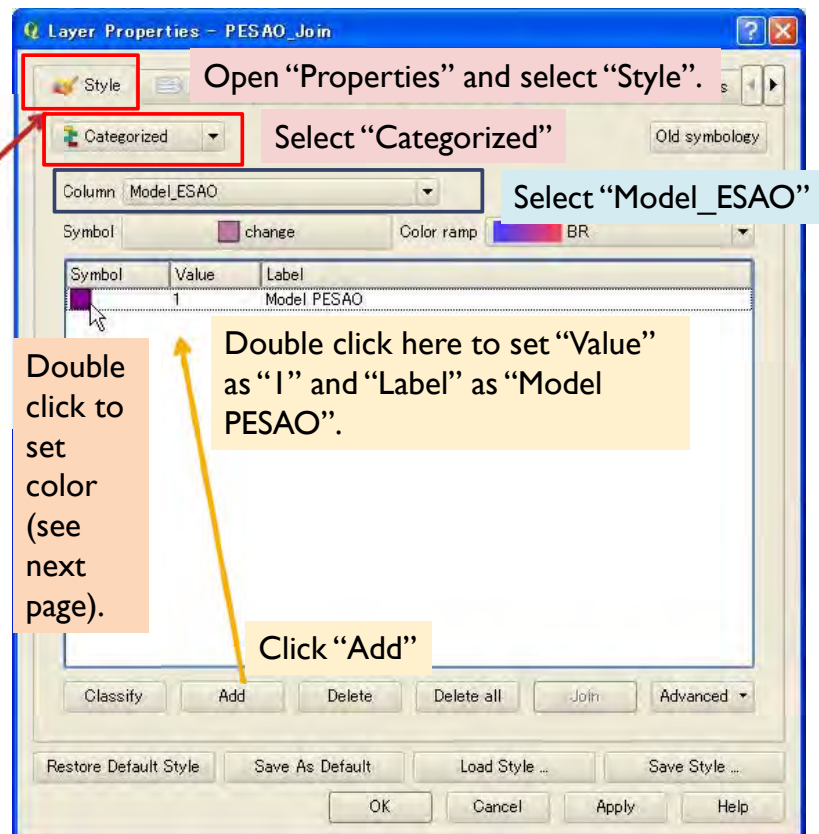 Layer Properties - PESAO_Join
Style
Open “Properties” and select “Style”.
s
Categorized
Select “Categorized”
Old symbology
Column Model_ESAO
Select “Model_ESAO”
Symbol change Color ramp BR
Symbol Value Label
1 Model PESAO
Double click here to set “Value”
as “1” and “Label” as “Model
PESAO”.
Double
click to
set
color
(see
next
page).
Click “Add”
Classify Add Delete Delete all Join Advanced
Restore Default Style Save As Default Load Style ... Save Style ...
OK Cancel Apply Help